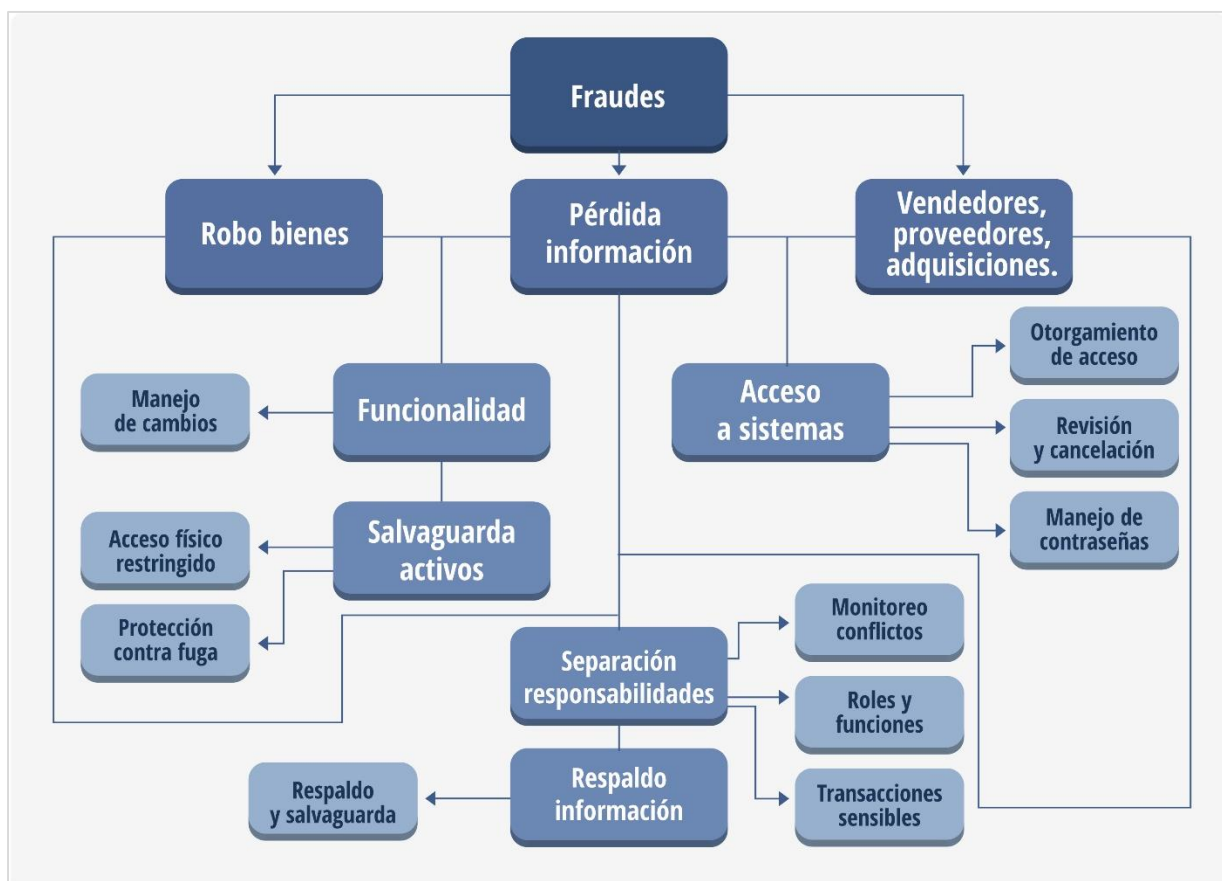 Fraudes
Robo bienes
Pérdida
información
Vendedores,
proveedores,
adquisiciones.
Funcionalidad
Manejo
de cambios
Salvaguarda
activos
Acceso físico
restringido
Protección
contra fuga
Acceso
a sistemas
Otorgamiento
de acceso
Revisión
y cancelación
Manejo de
contraseñas
Separación
responsabilidades
Monitoreo
conflictos
Roles y
funciones
Transacciones
sensibles
Respaldo
información
Respaldo
y salvaguarda